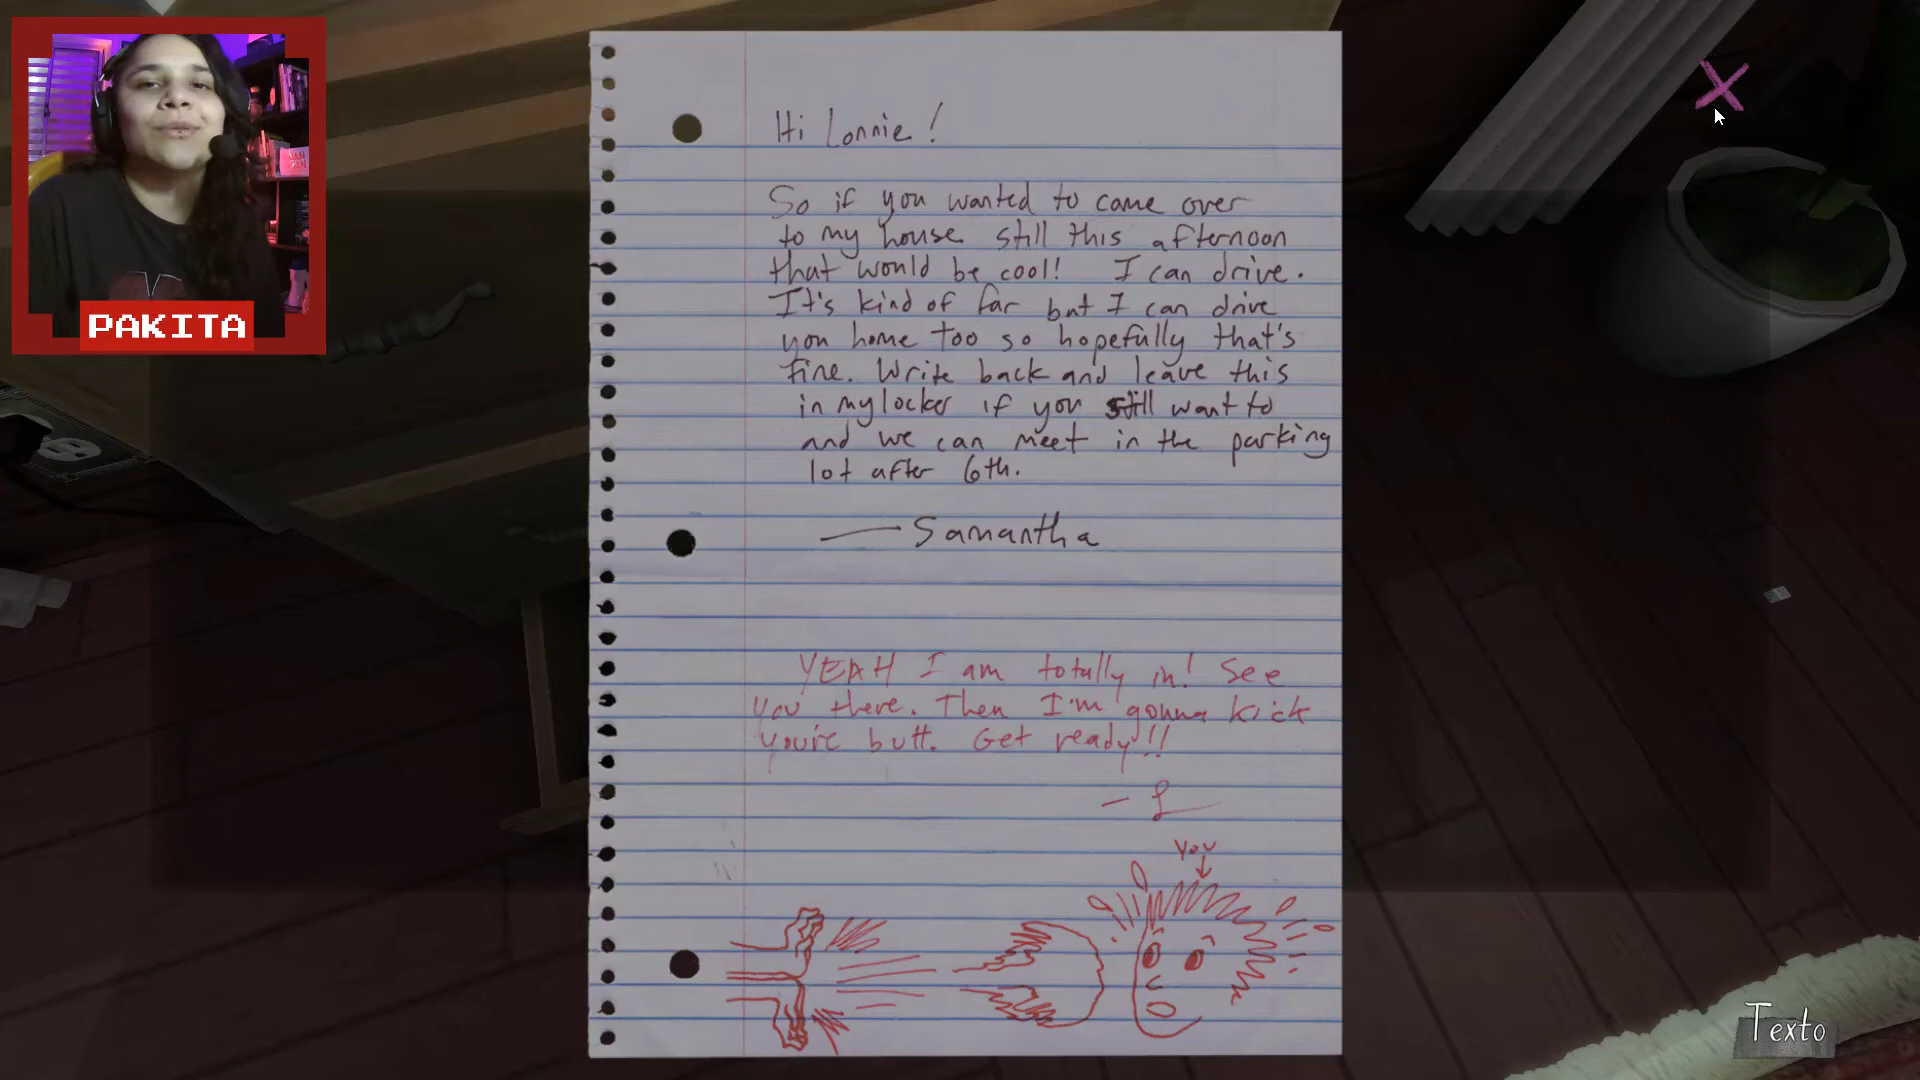 PAKITA
Hi Lonnie!
So if you wanted to come over
to my house still this afternoon
that would be cool! I can drive.
It's kind of far but I can drive
you home too so hopefully that's
fine. Write back and leave this
in my locker if you still want to
and we can meet in the parking
lot after 6th.
— Samantha
YEAH I am totally in! See
you there. Then I'm gonna kick
you're butt. Get ready!!
- L
you
Texto